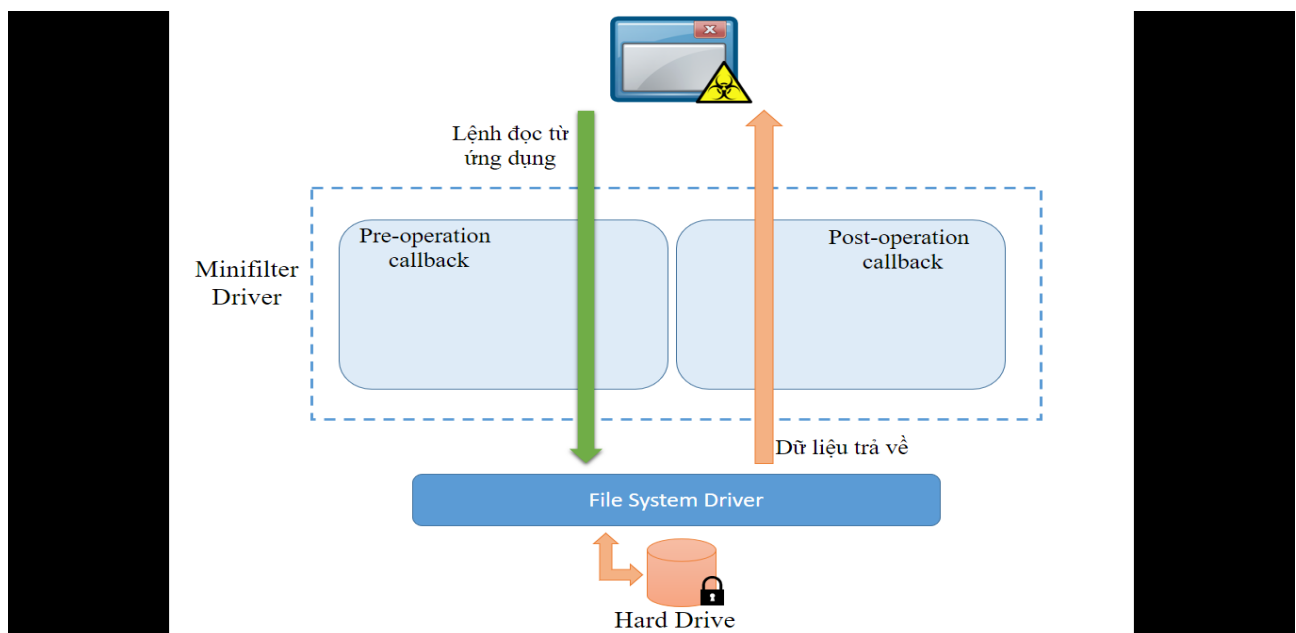 Lệnh đọc từ
ứng dụng
Pre-operation
callback
Post-operation
callback
Minifilter
Driver
Dữ liệu trả về
File System Driver
Hard Drive